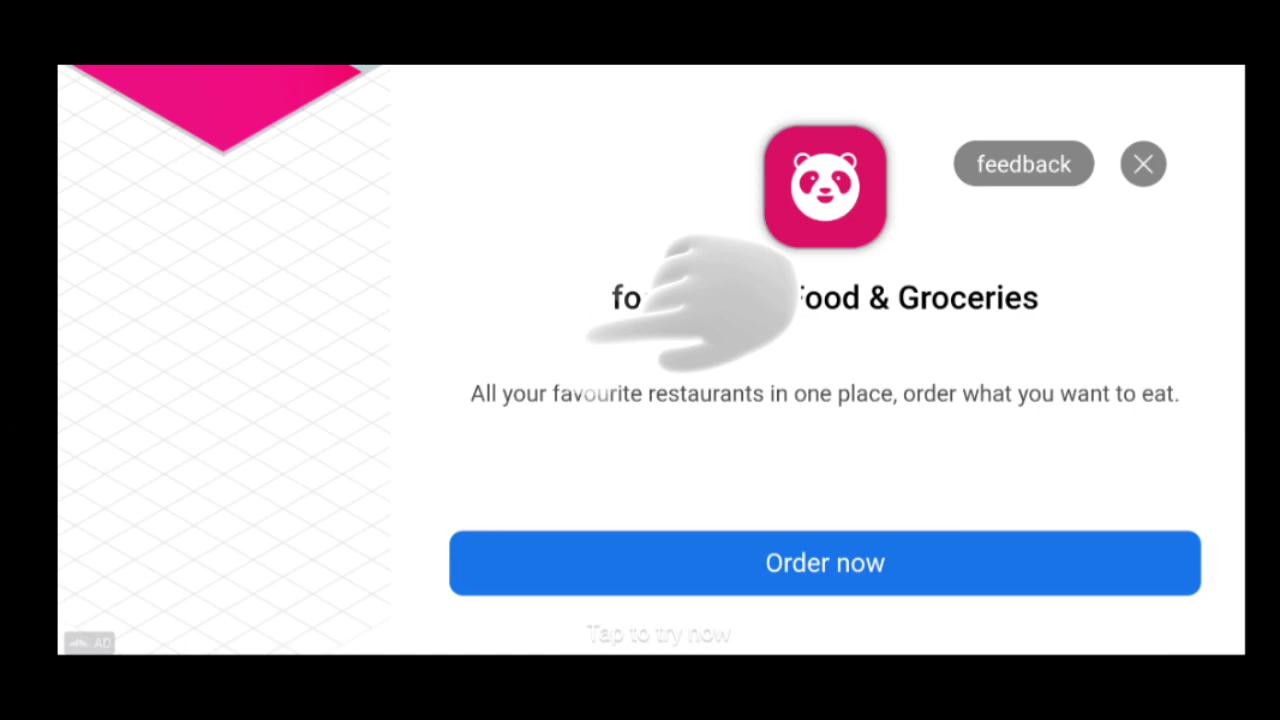 feedback
fo ood & Groceries
All your favourite restaurants in one place, order what you want to eat.
Order now
Tap to try now
AD